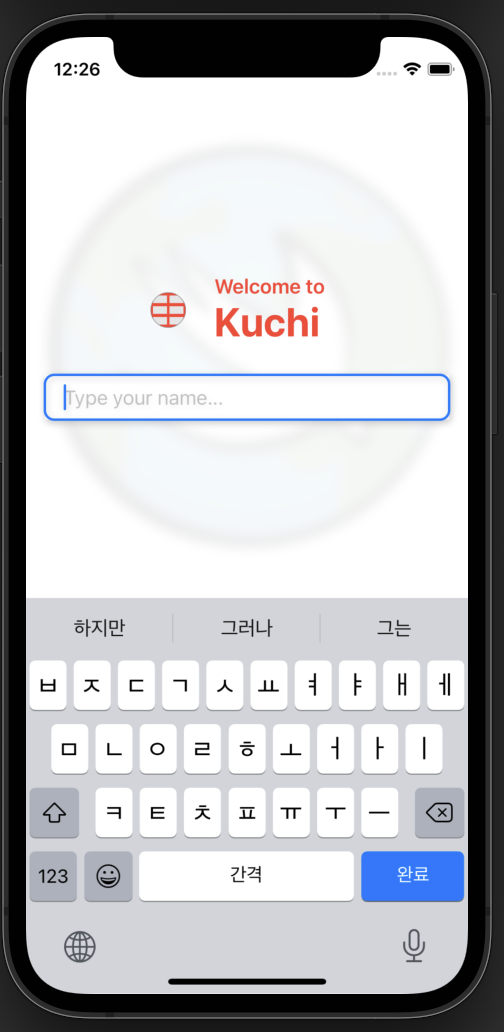 12:26
Welcome to
Kuchi
Type your name...
하지만 그러나 그는
ㅂ ㅈ ㄷ ㄱ ㅅ ㅛ ㅕ ㅑ ㅐ ㅔ
ㅁ ㄴ ㅇ ㄹ ㅎ ㅗ ㅓ ㅏ ㅣ
ㅋ ㅌ ㅊ ㅍ ㅠ ㅜ ㅡ
123 간격 완료